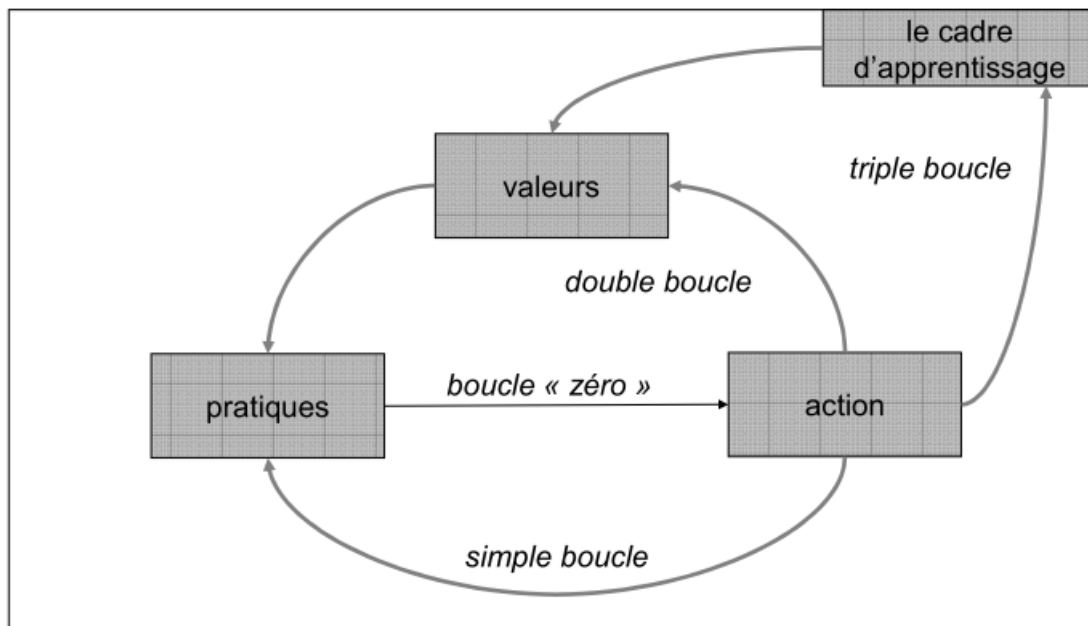 le cadre
d'apprentissage
triple boucle
valeurs
double boucle
boucle « zéro »
pratiques
action
simple boucle